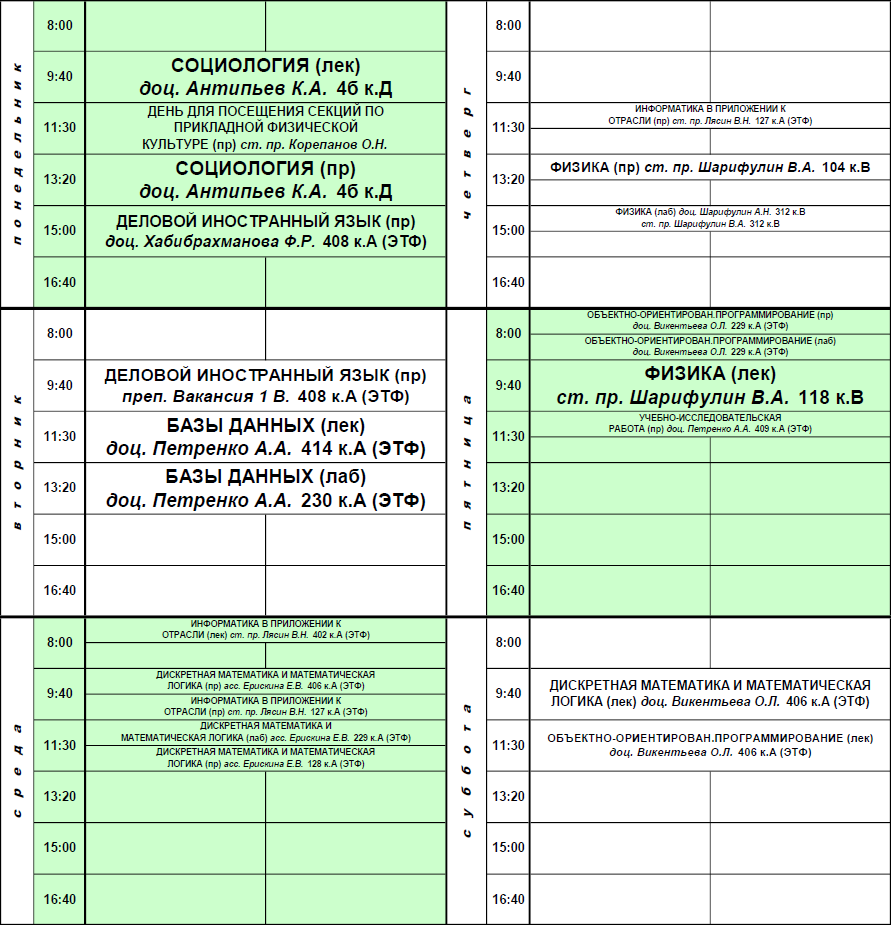 понедельник
8:00
9:40
СОЦИОЛОГИЯ (лек)
доц. Антипьев К.А. 4б к.Д
11:30
ДЕНЬ ДЛЯ ПОСЕЩЕНИЯ СЕКЦИЙ ПО
ПРИКЛАДНОЙ ФИЗИЧЕСКОЙ
КУЛЬТУРЕ (пр) ст. пр. Корепанов О.Н.
13:20
СОЦИОЛОГИЯ (пр)
доц. Антипьев К.А. 4б к.Д
15:00
ДЕЛОВОЙ ИНОСТРАННЫЙ ЯЗЫК (пр)
доц. Хабибрахманова Ф.Р. 408 к.А (ЭТФ)
16:40
вторник
8:00
9:40
ДЕЛОВОЙ ИНОСТРАННЫЙ ЯЗЫК (пр)
преп. Вакансия 1 В. 408 к.А (ЭТФ)
11:30
БАЗЫ ДАННЫХ (лек)
доц. Петренко А.А. 414 к.А (ЭТФ)
13:20
БАЗЫ ДАННЫХ (лаб)
доц. Петренко А.А. 230 к.А (ЭТФ)
15:00
16:40
среда
8:00
ИНФОРМАТИКА В ПРИЛОЖЕНИИ К
ОТРАСЛИ (лек) ст. пр. Лясин В.Н. 402 к.А (ЭТФ)
9:40
ДИСКРЕТНАЯ МАТЕМАТИКА И МАТЕМАТИЧЕСКАЯ
ЛОГИКА (пр) асс. Ерискина Е.В. 406 к.А (ЭТФ)
ИНФОРМАТИКА В ПРИЛОЖЕНИИ К
ОТРАСЛИ (пр) ст. пр. Лясин В.Н. 127 к.А (ЭТФ)
11:30
ДИСКРЕТНАЯ МАТЕМАТИКА И
МАТЕМАТИЧЕСКАЯ ЛОГИКА (лаб) асс. Ерискина Е.В. 229 к.А (ЭТФ)
ДИСКРЕТНАЯ МАТЕМАТИКА И МАТЕМАТИЧЕСКАЯ
ЛОГИКА (пр) асс. Ерискина Е.В. 128 к.А (ЭТФ)
13:20
15:00
16:40
четверг
8:00
9:40
11:30
ИНФОРМАТИКА В ПРИЛОЖЕНИИ К
ОТРАСЛИ (пр) ст. пр. Лясин В.Н. 127 к.А (ЭТФ)
13:20
ФИЗИКА (пр) ст. пр. Шарифулин В.А. 104 к.В
15:00
ФИЗИКА (лаб) доц. Шарифулин А.Н. 312 к.В
ст. пр. Шарифулин В.А. 312 к.В
16:40
пятница
8:00
ОБЪЕКТНО-ОРИЕНТИРОВАН.ПРОГРАММИРОВАНИЕ (пр)
доц. Викентьева О.Л. 229 к.А (ЭТФ)
ОБЪЕКТНО-ОРИЕНТИРОВАН.ПРОГРАММИРОВАНИЕ (лаб)
доц. Викентьева О.Л. 229 к.А (ЭТФ)
9:40
ФИЗИКА (лек)
ст. пр. Шарифулин В.А. 118 к.В
11:30
УЧЕБНО-ИССЛЕДОВАТЕЛЬСКАЯ
РАБОТА (пр) доц. Петренко А.А. 409 к.А (ЭТФ)
13:20
15:00
16:40
суббота
8:00
9:40
ДИСКРЕТНАЯ МАТЕМАТИКА И МАТЕМАТИЧЕСКАЯ
ЛОГИКА (лек) доц. Викентьева О.Л. 406 к.А (ЭТФ)
11:30
ОБЪЕКТНО-ОРИЕНТИРОВАН.ПРОГРАММИРОВАНИЕ (лек)
доц. Викентьева О.Л. 406 к.А (ЭТФ)
13:20
15:00
16:40